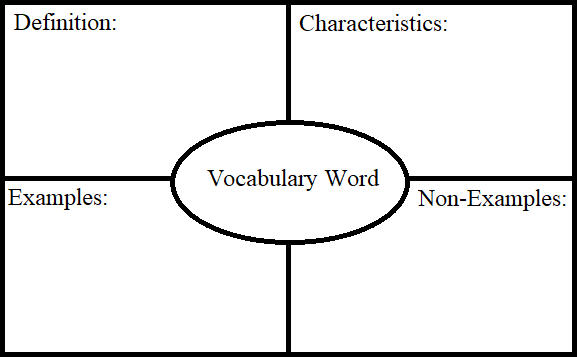 Definition:
Characteristics:
Vocabulary Word
Examples:
Non-Examples: